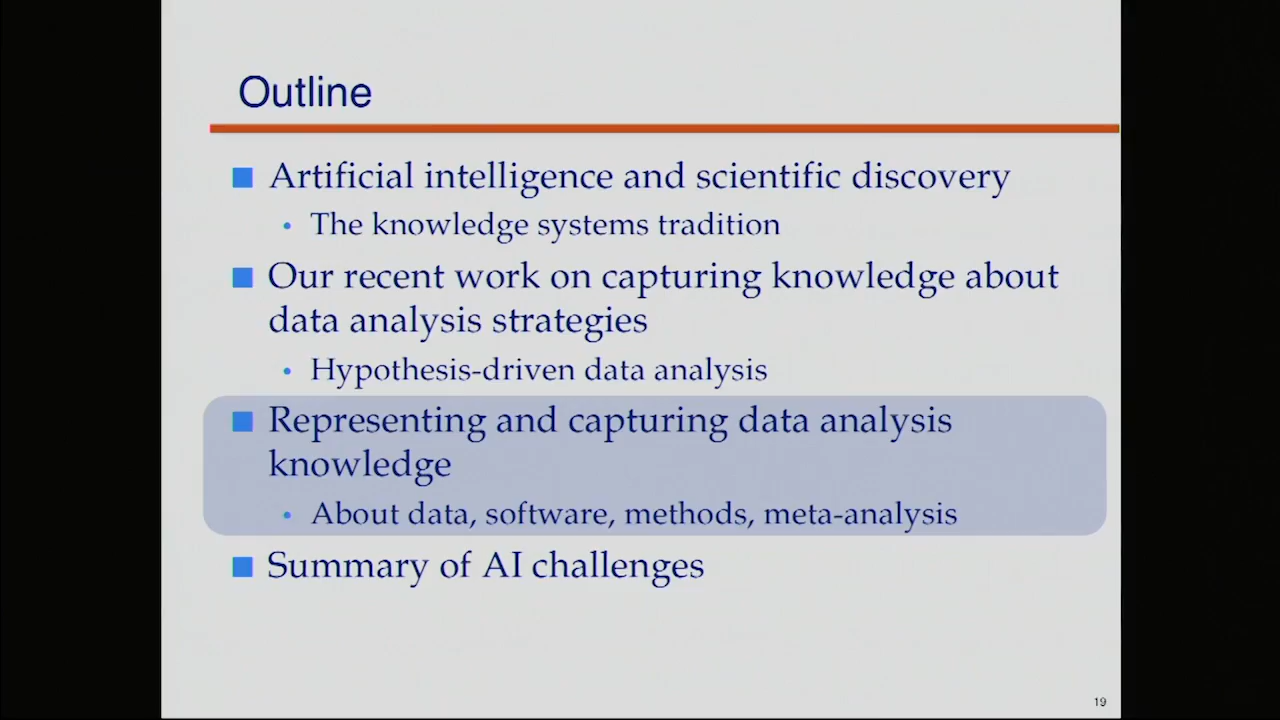 Outline
Artificial intelligence and scientific discovery
The knowledge systems tradition
Our recent work on capturing knowledge about
data analysis strategies
Hypothesis-driven data analysis
Representing and capturing data analysis
knowledge
About data, software, methods, meta-analysis
Summary of AI challenges
19